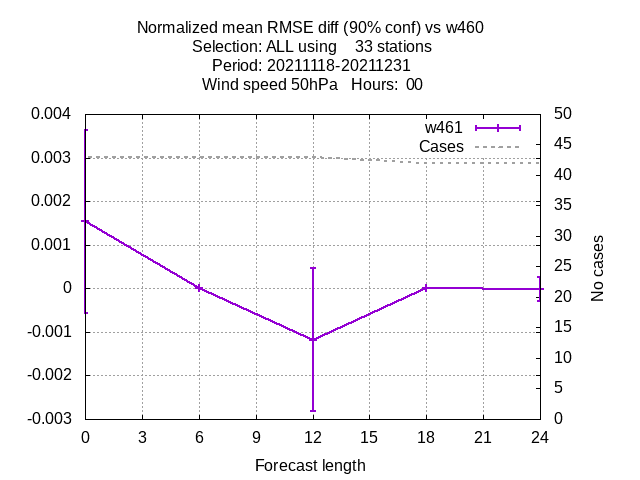 Normalized mean RMSE diff (90% conf) vs w460
Selection: ALL using    33 stations
Period: 20211118-20211231
Wind speed 50hPa   Hours:  00
0.004
0.003
0.002
0.001
0
-0.001
-0.002
-0.003
w461
Cases
50
45
40
35
30
25
20
15
10
5
0
No cases
0 3 6 9 12 15 18 21 24
Forecast length